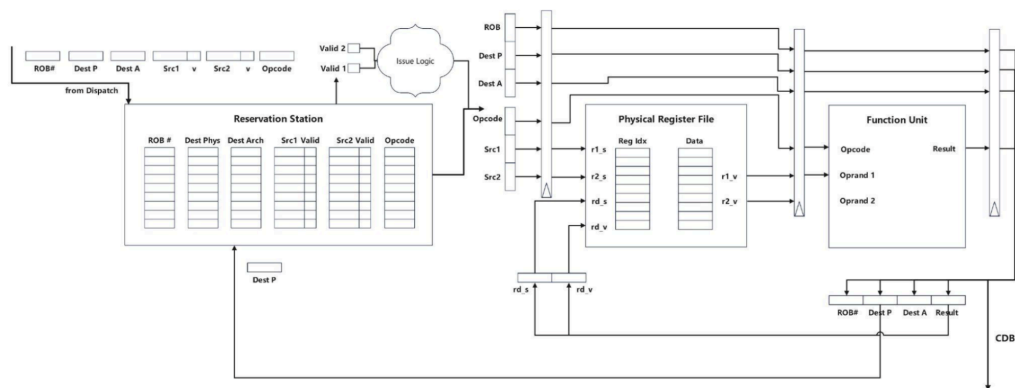 ROB# Dest P Dest A Src1 v Src2 v Opcode
from Dispatch
Valid 2
Valid 1
Issue Logic
ROB
Dest P
Dest A
Opcode
Src1
Src2
Reservation Station
ROB # Dest Phys Dest Arch Src1 Valid Src2 Valid Opcode
Dest P
Physical Register File
Reg Idx Data
r1_s
r2_s
rd_s
rd_v
r1_v
r2_v
rd_s rd_v
Function Unit
Opcode Result
Oprand 1
Oprand 2
ROB# Dest P Dest A Result
CDB